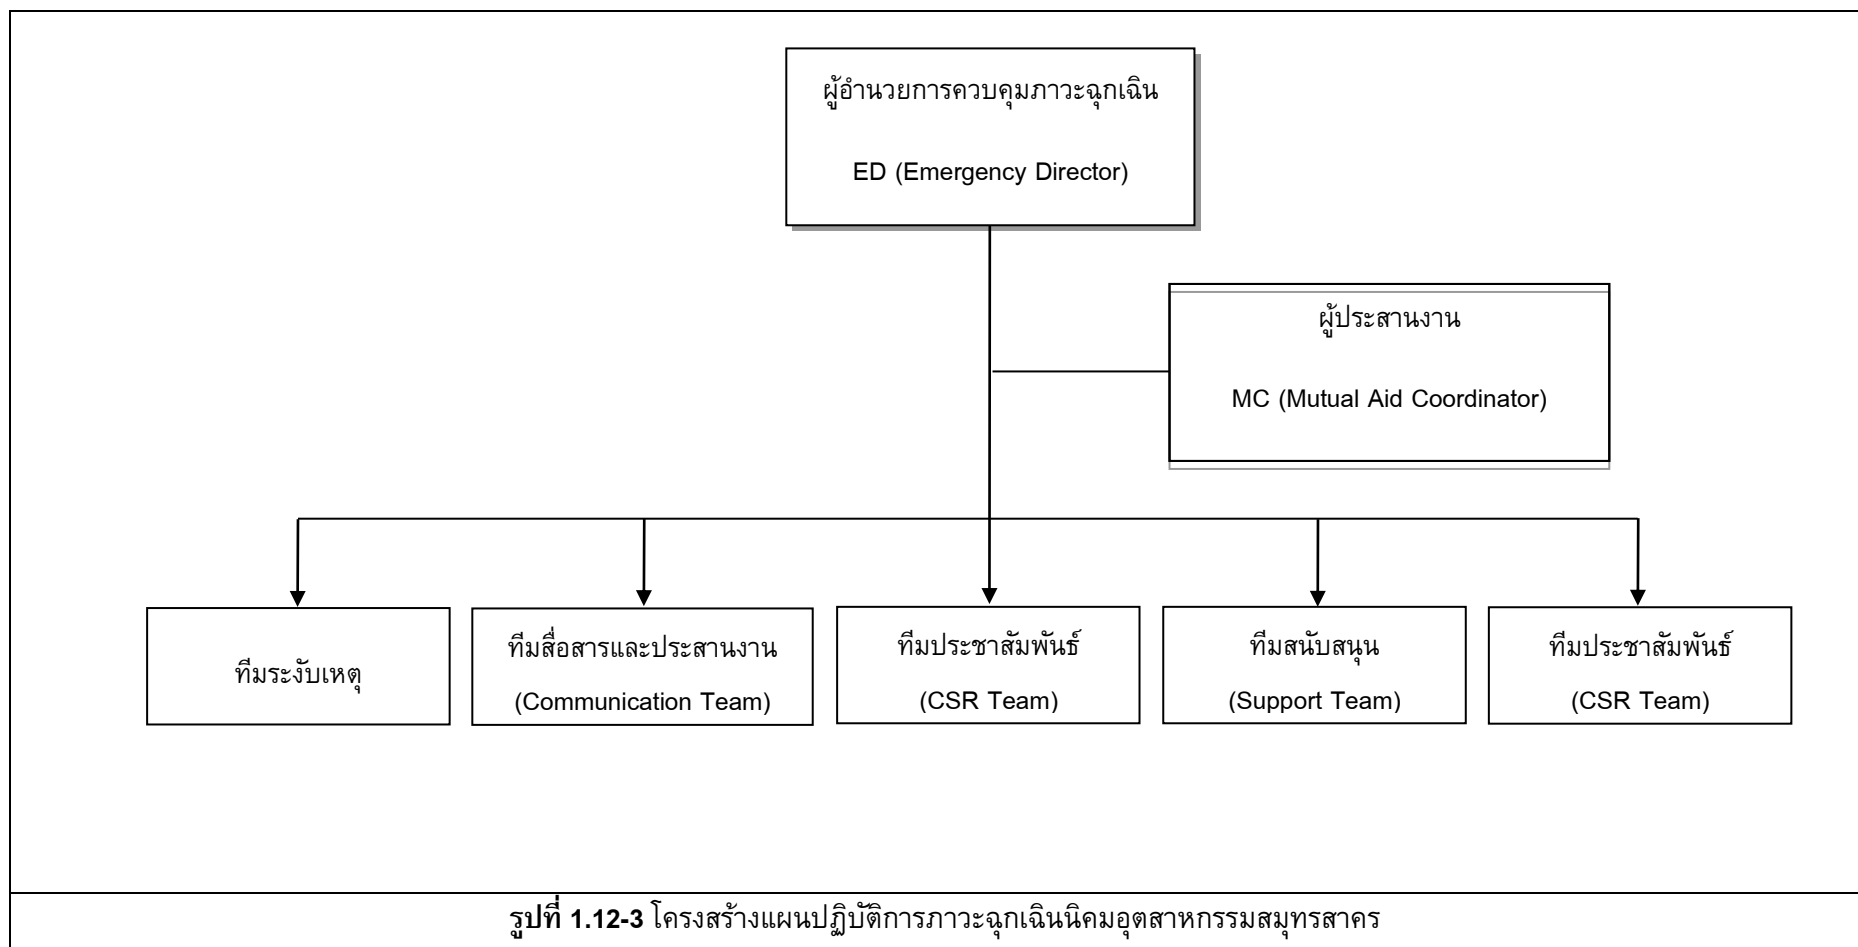 ผู้อำนวยการควบคุมภาวะฉุกเฉิน
ED (Emergency Director)
ผู้ประสานงาน
MC (Mutual Aid Coordinator)
ทีมระงับเหตุ
ทีมสื่อสารและประสานงาน
(Communication Team)
ทีมประชาสัมพันธ์
(CSR Team)
ทีมสนับสนุน
(Support Team)
ทีมประชาสัมพันธ์
(CSR Team)
รูปที่ 1.12-3 โครงสร้างแผนปฏิบัติการภาวะฉุกเฉินนิคมอุตสาหกรรมสมุทรสาคร